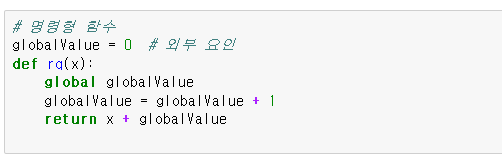 # 명령형 함수
globalValue = 0  # 외부 요인
def rq(x):
    global globalValue
    globalValue = globalValue + 1
    return x + globalValue